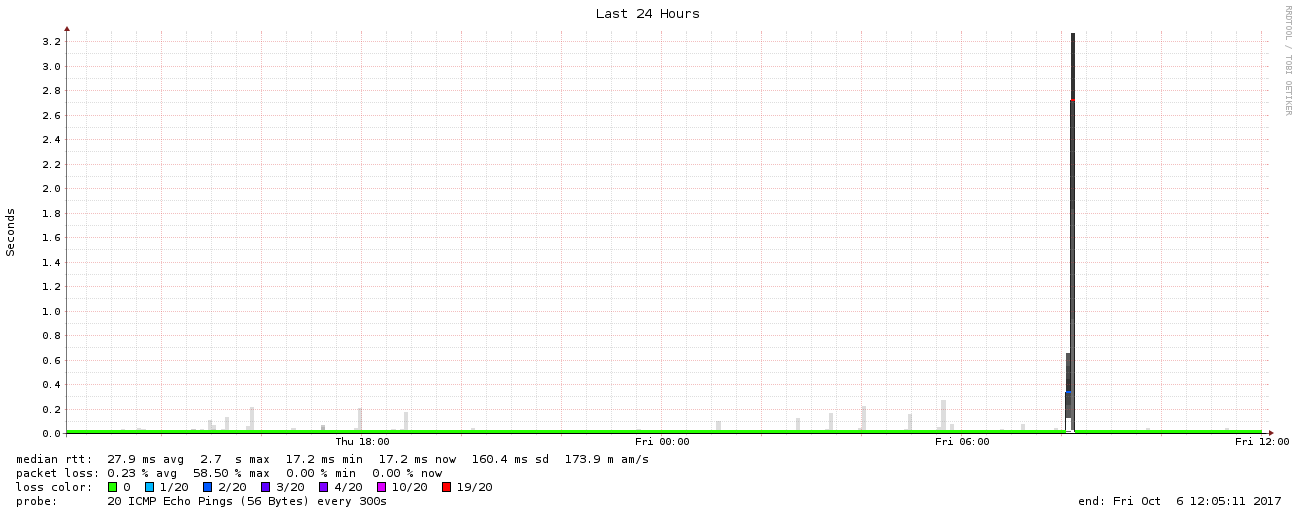 Last 24 Hours
RRDTOOL / TOBI OETIKER
Seconds
3.2
3.0
2.8
2.6
2.4
2.2
2.0
1.8
1.6
1.4
1.2
1.0
0.8
0.6
0.4
0.2
0.0
Thu 18:00 Fri 00:00 Fri 06:00 Fri 12:00
median rtt: 27.9 ms avg 2.7 s max 17.2 ms min 17.2 ms now 160.4 ms sd 173.9 m am/s
packet loss: 0.23 % avg 58.50 % max 0.00 % min 0.00 % now
loss color: 0 1/20 2/20 3/20 4/20 10/20 19/20
probe: 20 ICMP Echo Pings (56 Bytes) every 300s end: Fri Oct 6 12:05:11 2017